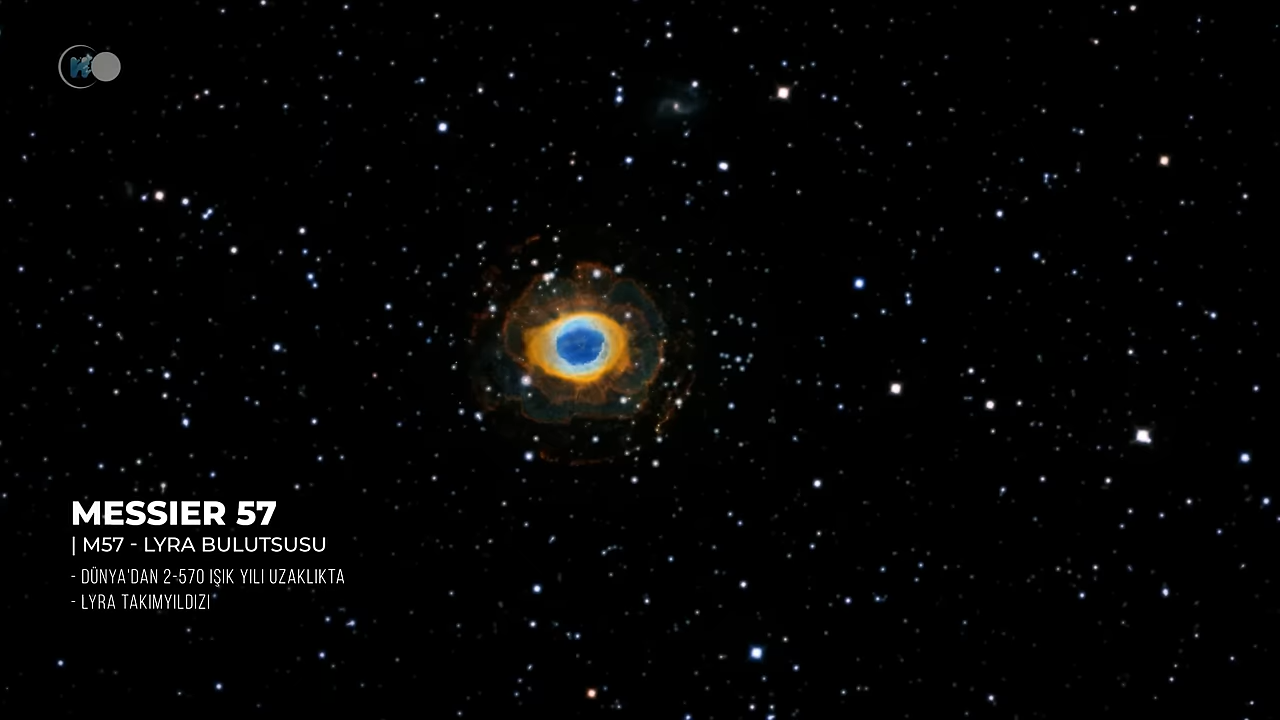 MESSIER 57
| M57 - LYRA BULUTSUSU
- DÜNYA'DAN 2-570 IŞIK YILI UZAKLIKTA
- LYRA TAKIMYILDIZI